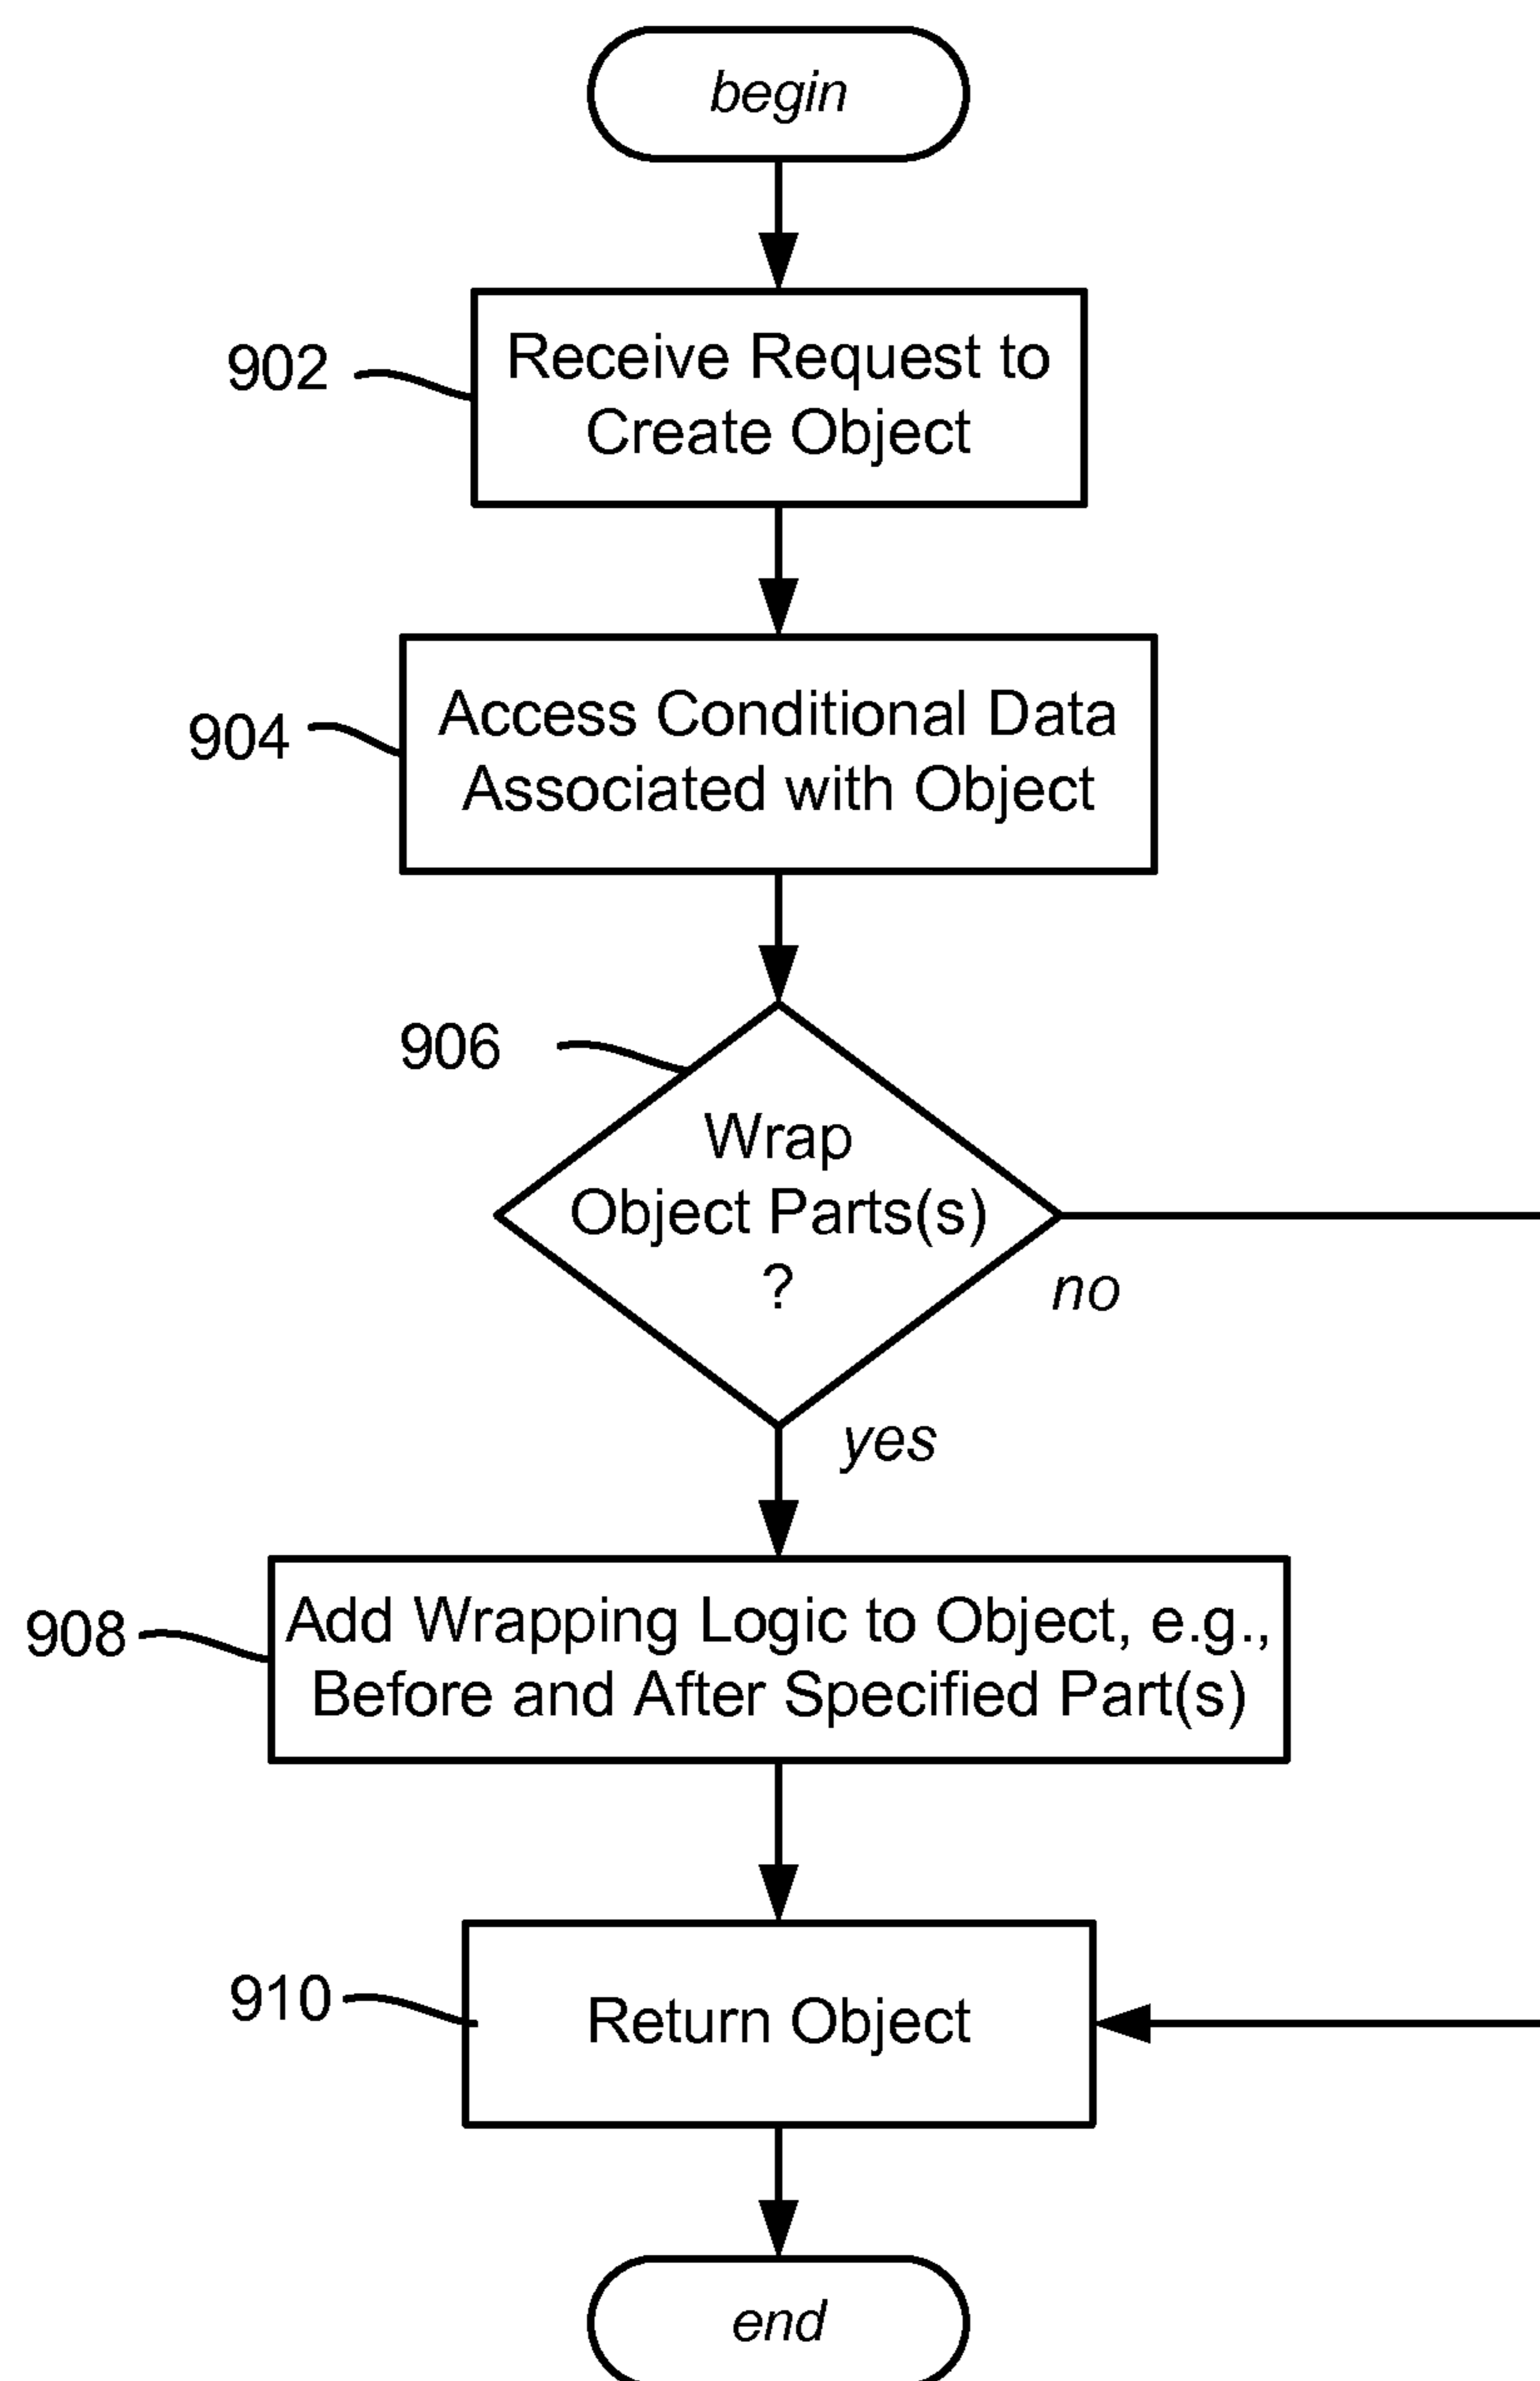 begin
902
Receive Request to
Create Object
904
Access Conditional Data
Associated with Object
906
Wrap
Object Parts(s)
?
no
yes
908
Add Wrapping Logic to Object, e.g.,
Before and After Specified Part(s)
910
Return Object
end